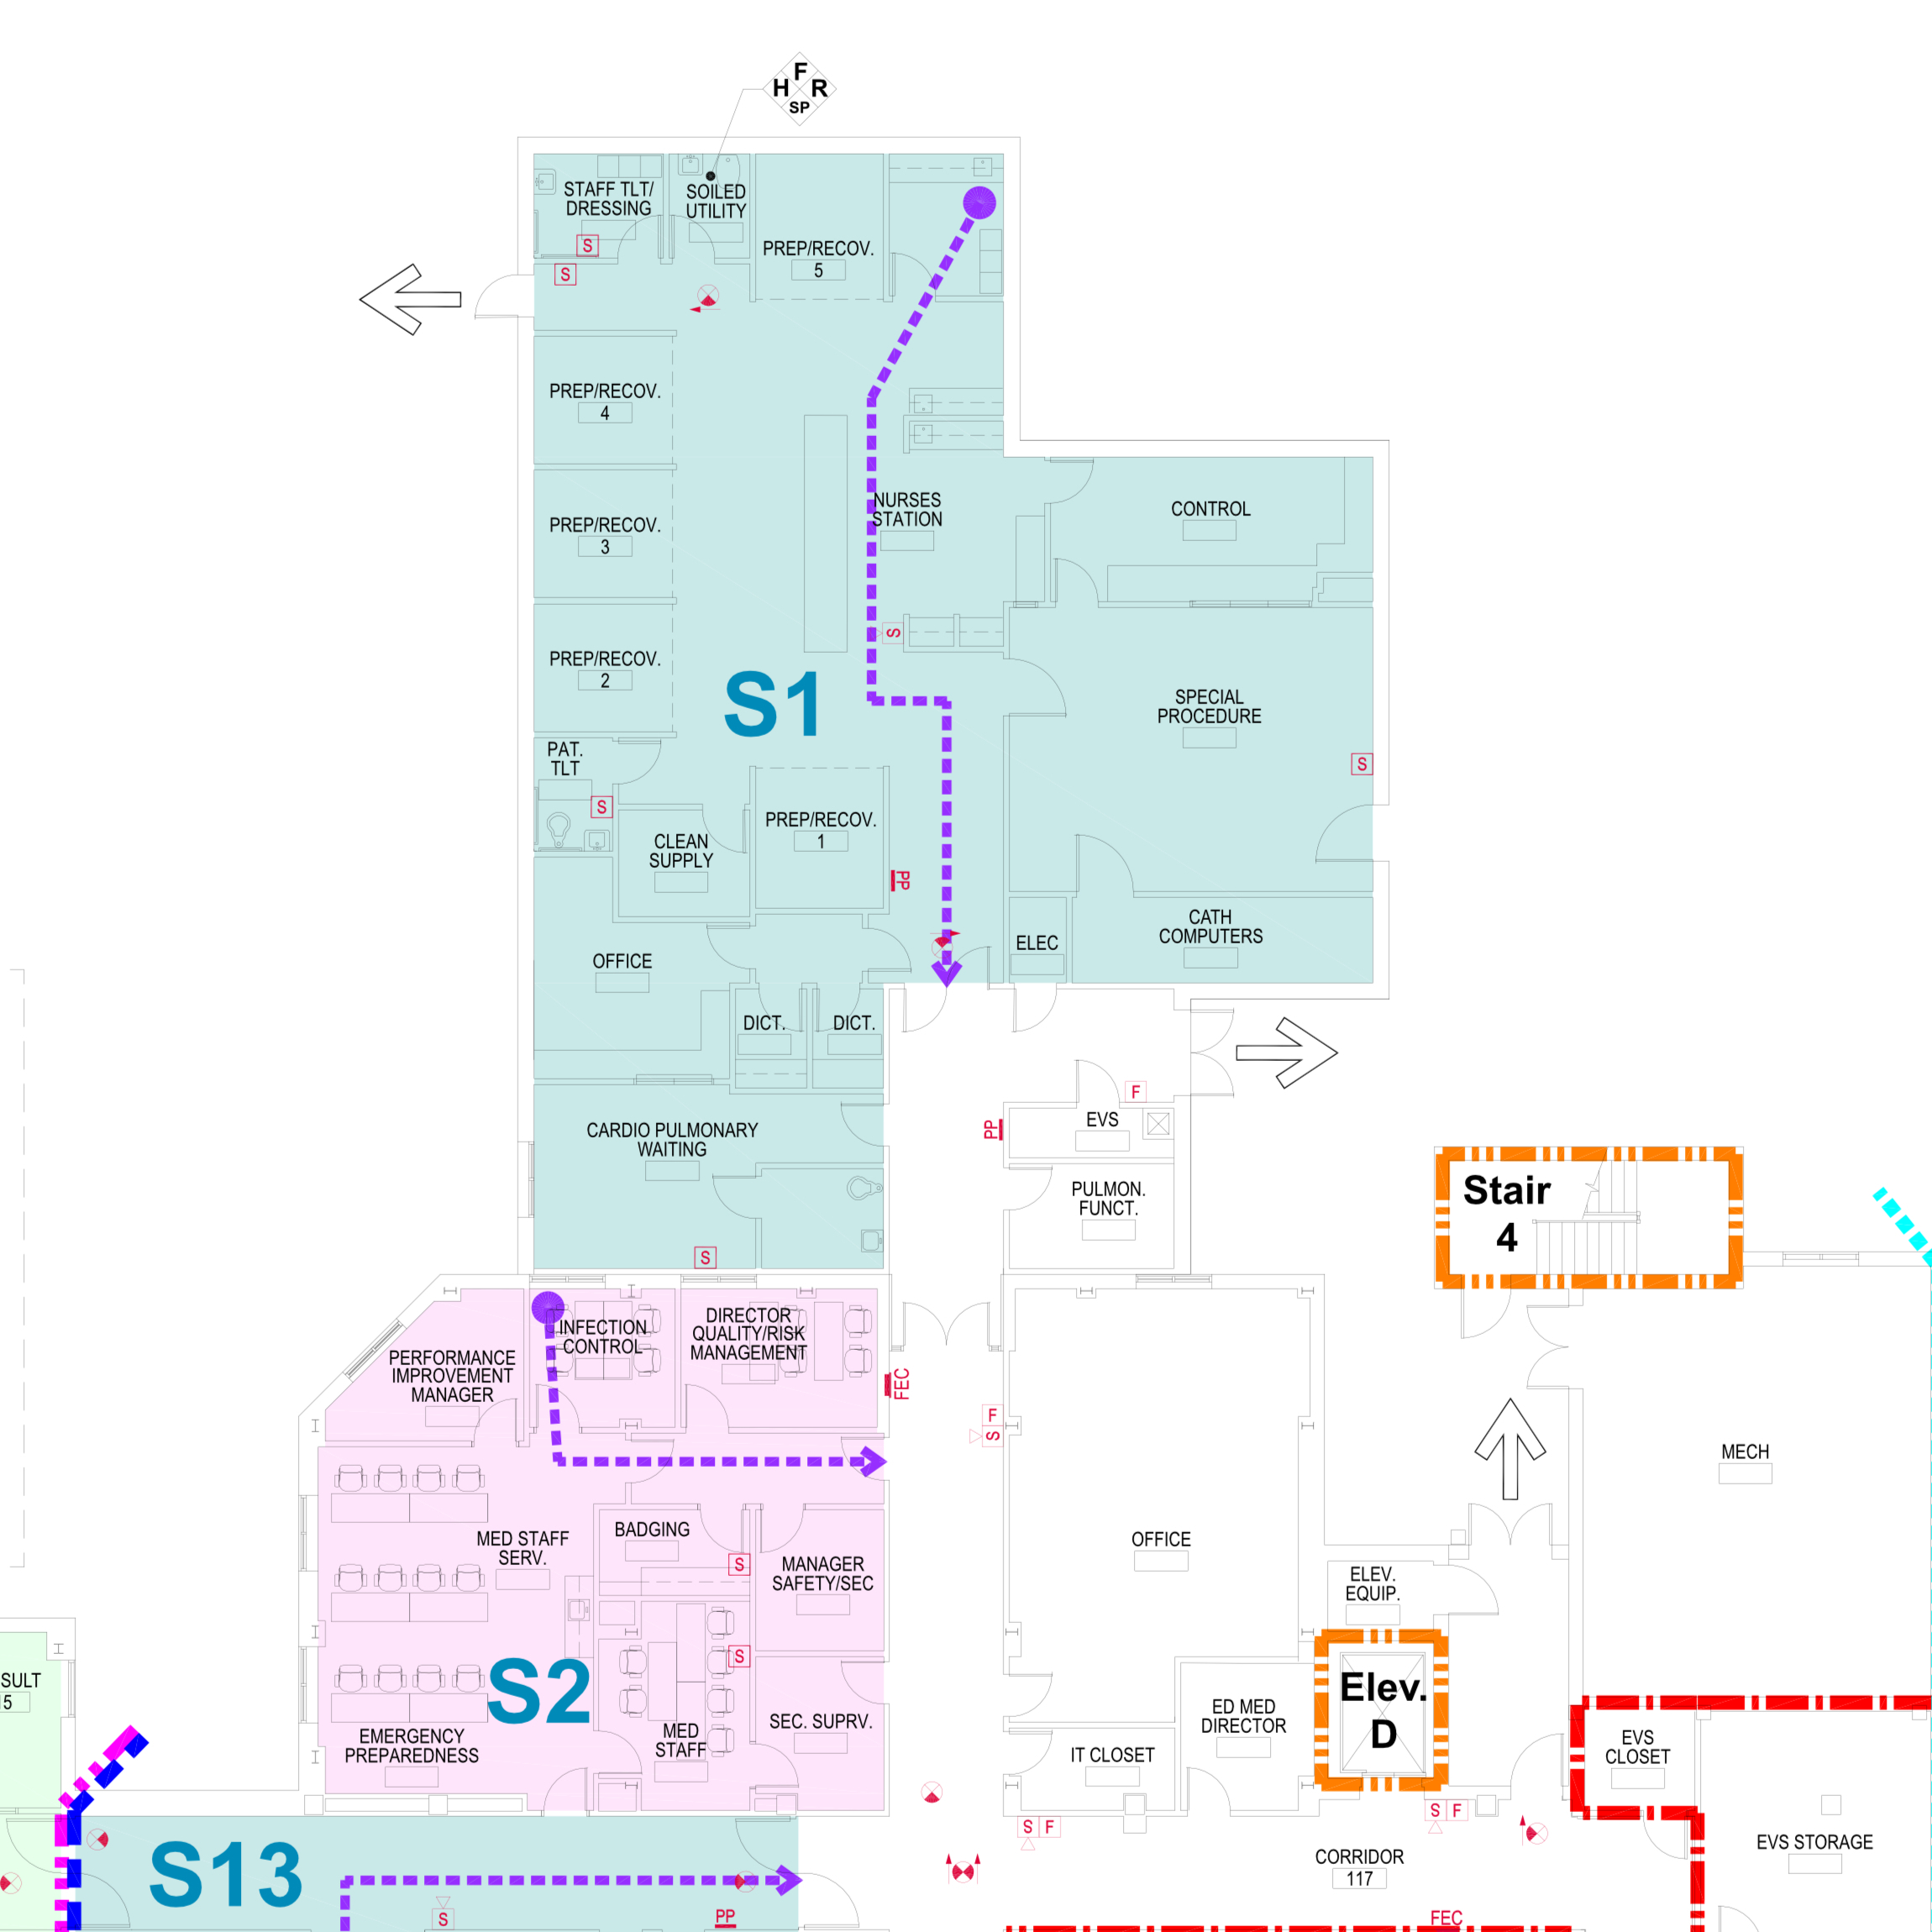 F
H R
SP
STAFF TLT/
DRESSING
S
S
SOILED
UTILITY
PREP/RECOV.
5
PREP/RECOV.
4
PREP/RECOV.
3
PREP/RECOV.
2
NURSES
STATION
CONTROL
S
S1
SPECIAL
PROCEDURE
S
PAT.
TLT
S
CLEAN
SUPPLY
PREP/RECOV.
1
PP
OFFICE
ELEC
CATH
COMPUTERS
DICT.
DICT.
F
EVS
PP
CARDIO PULMONARY
WAITING
PULMON.
FUNCT.
S
Stair
4
PERFORMANCE
IMPROVEMENT
MANAGER
INFECTION
CONTROL
DIRECTOR
QUALITY/RISK
MANAGEMENT
FEC
F
S
MECH
MED STAFF
SERV.
BADGING
S
MANAGER
SAFETY/SEC
OFFICE
ELEV.
EQUIP.
S
S2
EMERGENCY
PREPAREDNESS
MED
STAFF
SEC. SUPRV.
IT CLOSET
ED MED
DIRECTOR
Elev.
D
EVS
CLOSET
SULT
15
S F
S F
S13
CORRIDOR
117
EVS STORAGE
S
PP
FEC